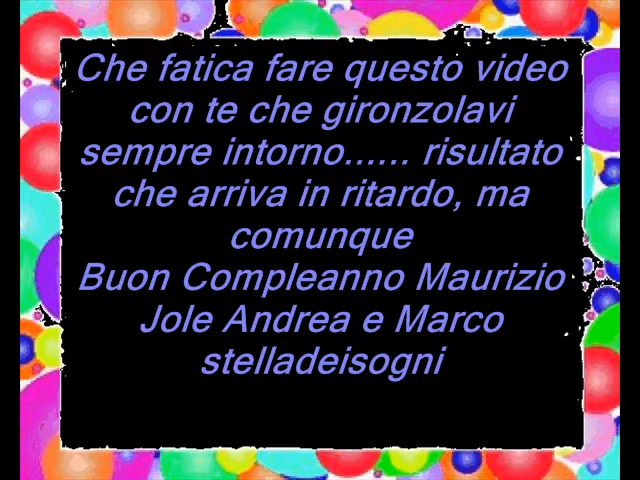 Che fatica fare questo video
con te che gironzolavi
sempre intorno...... risultato
che arriva in ritardo, ma
comunque
Buon Compleanno Maurizio
Jole Andrea e Marco
stelladeisogni